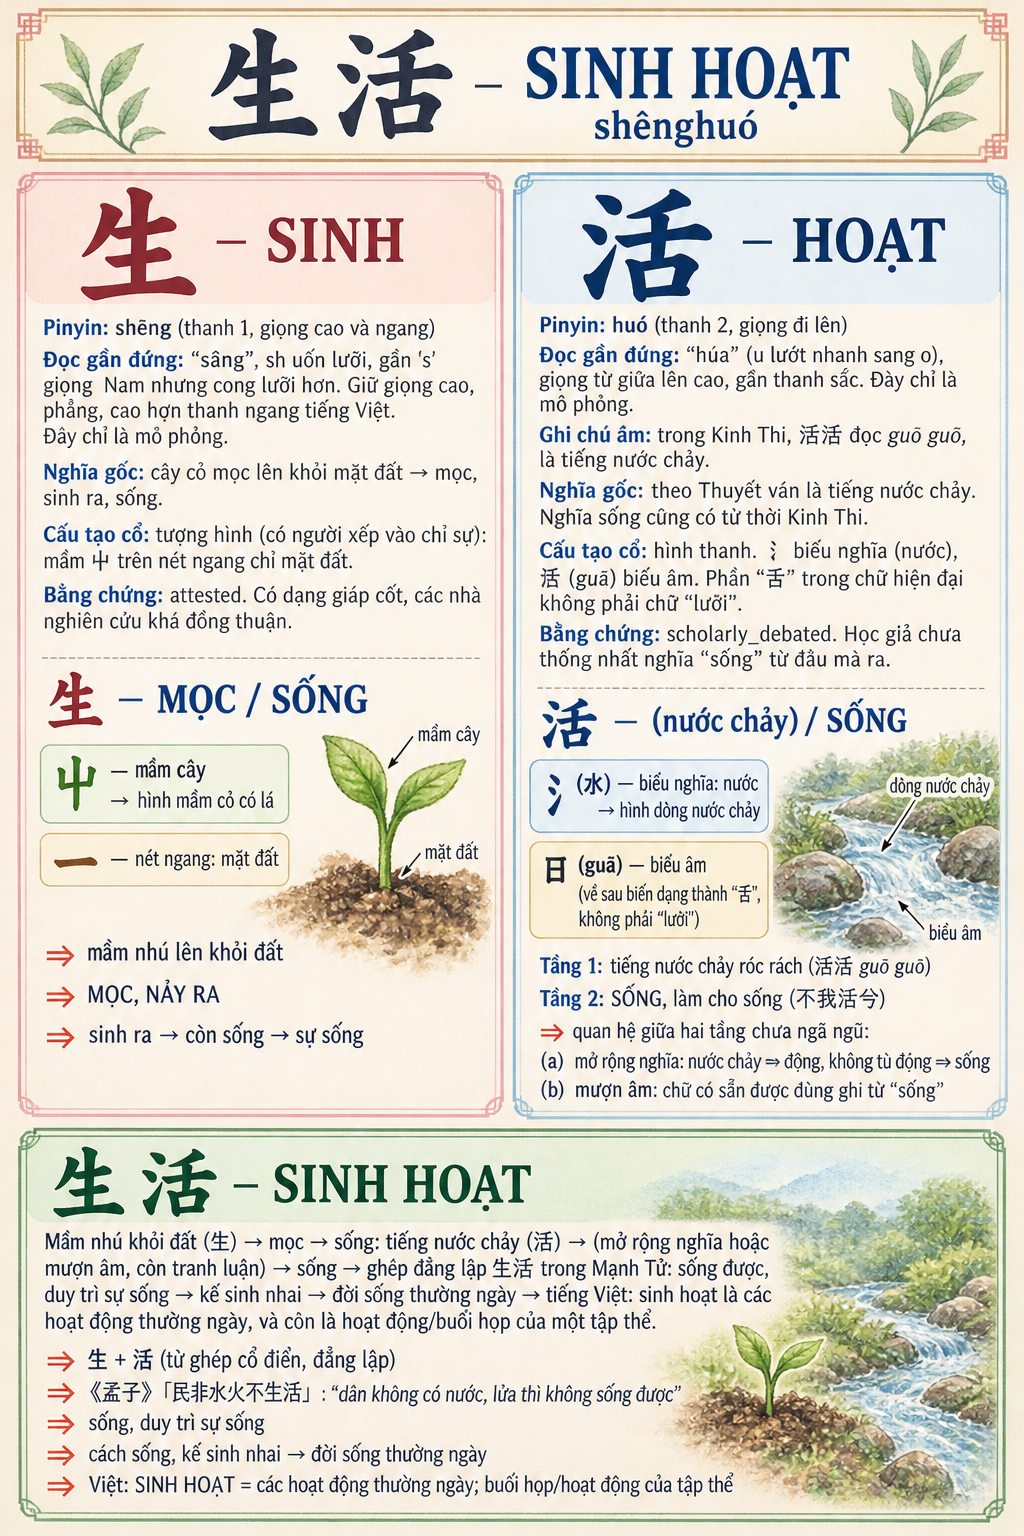 生活 – SINH HOẠT
shênghuó
生 – SINH
Pinyin: shēng (thanh 1, giọng cao và ngang)
Đọc gần đứng: “sâng”, sh uốn lưỡi, gần ‘s’
giọng Nam nhưng cong lưỡi hơn. Giữ giọng cao,
phẳng, cao hợn thanh ngang tiếng Việt.
Đây chỉ là mỏ phỏng.
Nghĩa gốc: cây cỏ mọc lên khỏi mặt đất → mọc,
sinh ra, sống.
Cấu tạo cổ: tượng hình (có người xếp vào chỉ sự):
mầm 屮 trên nét ngang chỉ mặt đất.
Bằng chứng: attested. Có dạng giáp cốt, các nhà
nghiên cứu khá đồng thuận.
生 – MỌC / SỐNG
mầm cây
屮 — mầm cây
→ hình mầm cỏ có lá
一 — nét ngang: mặt đất
mặt đất
⇒ mầm nhú lên khỏi đất
⇒ MỌC, NẢY RA
⇒ sinh ra → còn sống → sự sống
活 – HOẠT
Pinyin: huó (thanh 2, giọng đi lên)
Đọc gần đúng: “húa” (u lướt nhanh sang o),
giọng từ giữa lên cao, gần thanh sắc. Đày chỉ là
mô phỏng.
Ghi chú âm: trong Kinh Thi, 活活 đọc guō guō,
là tiếng nước chảy.
Nghĩa gốc: theo Thuyết ván là tiếng nước chảy.
Nghĩa sống cũng có từ thời Kinh Thi.
Cấu tạo cổ: hình thanh. 氵 biểu nghĩa (nước),
活 (guā) biểu âm. Phần “舌” trong chữ hiện đại
không phải chữ “lưỡi”.
Bằng chứng: scholarly_debated. Học giả chưa
thống nhất nghĩa “sống” từ đâu mà ra.
活 – (nước chảy) / SỐNG
氵(水) — biểu nghĩa: nước
→ hình dòng nước chảy
dòng nước chảy
(guā) — biểu âm
(về sau biến dạng thành “舌”,
không phải “lưỡi”)
biểu âm
Tầng 1: tiếng nước chảy róc rách (活活 guō guō)
Tầng 2: SỐNG, làm cho sống (不我活兮)
⇒ quan hệ giữa hai tầng chưa ngã ngũ:
(a) mở rộng nghĩa: nước chảy ⇒ động, không tù đọng ⇒ sống
(b) mượn âm: chữ có sẵn được dùng ghi từ “sống”
生活 – SINH HOẠT
Mầm nhú khỏi đất (生) → mọc → sống: tiếng nước chảy (活) → (mở rộng nghĩa hoặc
mượn âm, còn tranh luận) → sống → ghép đẳng lập 生活 trong Mạnh Tử: sống được,
duy trì sự sống → kế sinh nhai → đời sống thường ngày → tiếng Việt: sinh hoạt là các
hoạt động thường ngày, và còn là hoạt động/buổi họp của một tập thể.
⇒ 生 + 活 (từ ghép cổ điển, đẳng lập)
⇒ 《孟子》「民非水火不生活」: “dân không có nước, lửa thì không sống được”
⇒ sống, duy trì sự sống
⇒ cách sống, kế sinh nhai → đời sống thường ngày
⇒ Việt: SINH HOẠT = các hoạt động thường ngày; buổi họp/hoạt động của tập thể